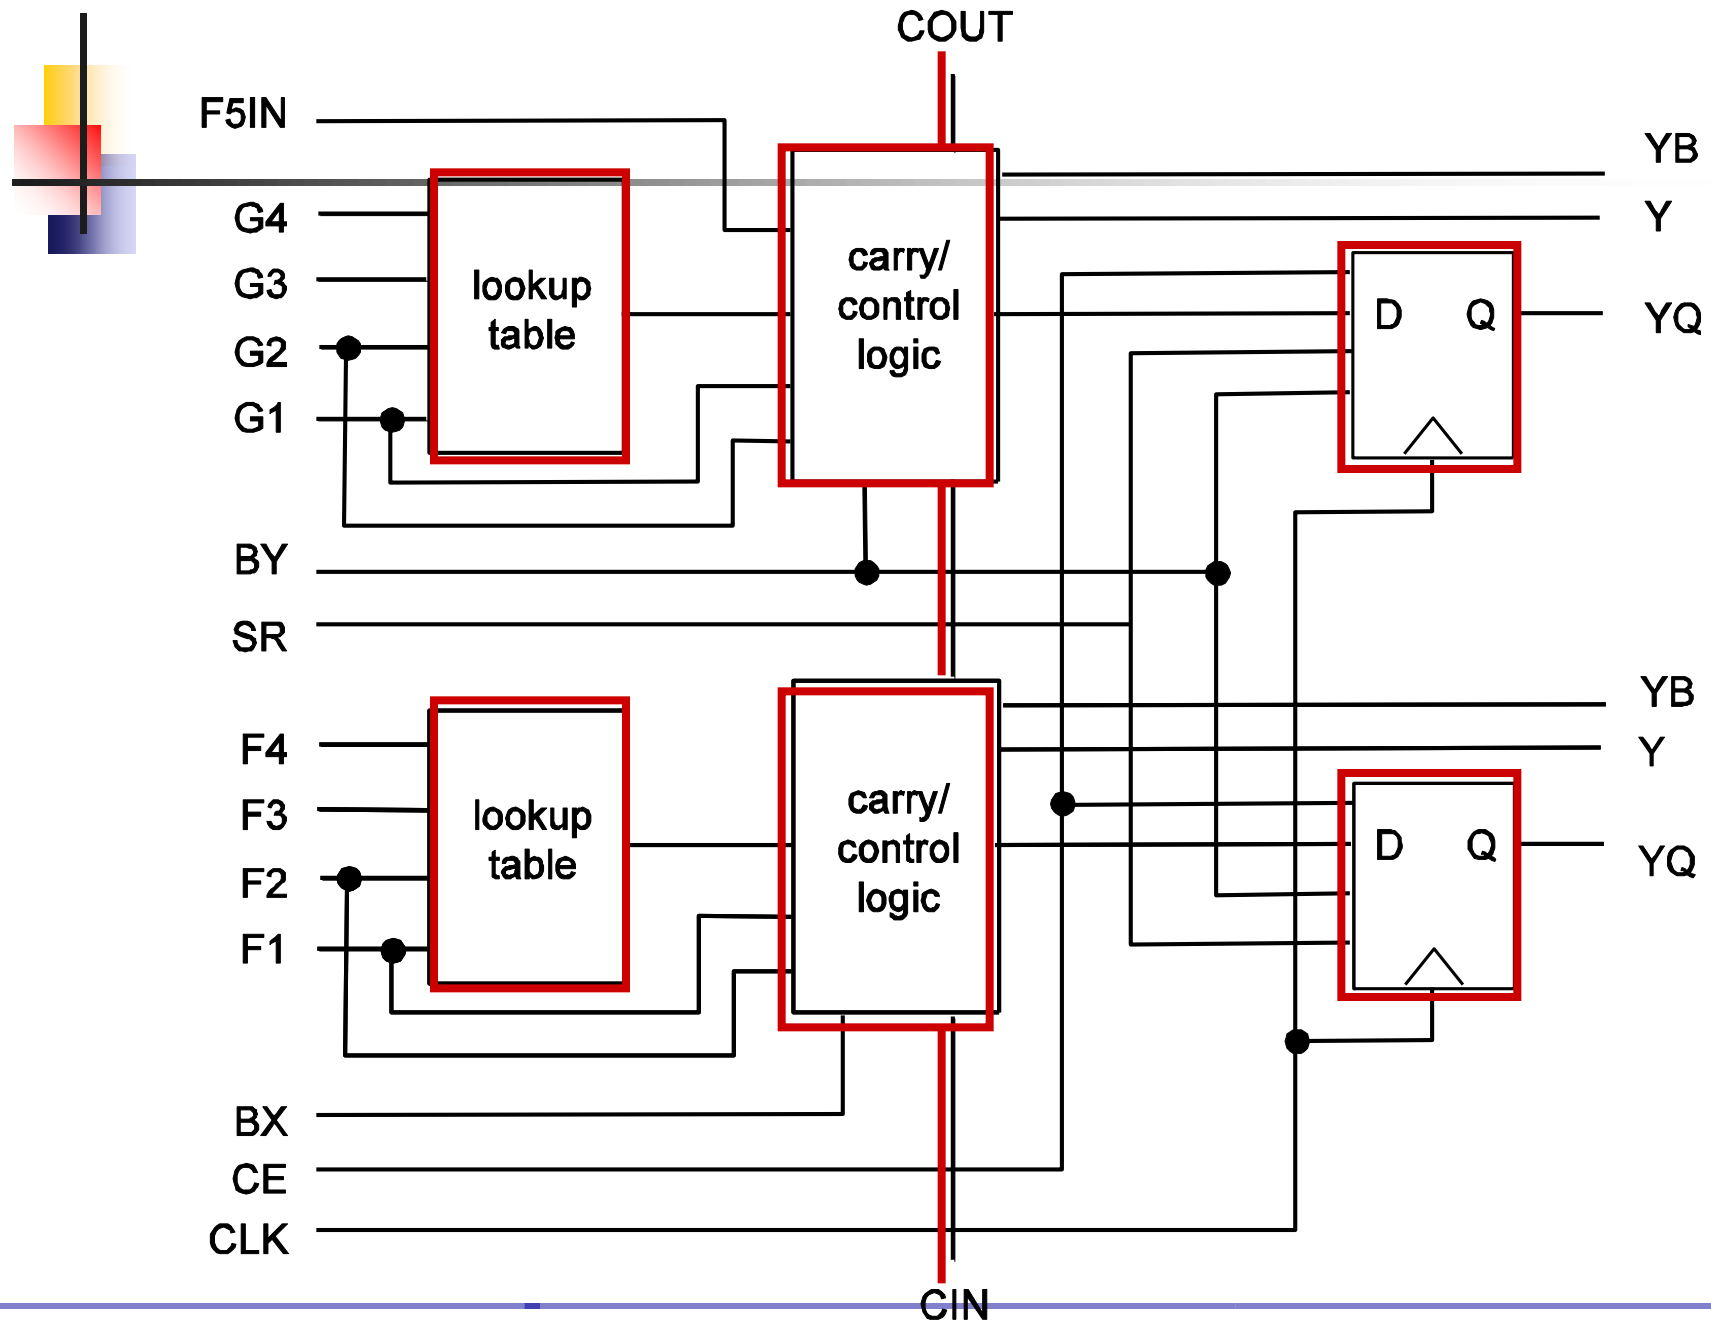 COUT
F5IN
YB
G4
Y
G3
lookup
table
carry/
control
logic
D Q
YQ
G2
G1
BY
SR
YB
F4
Y
F3
lookup
table
carry/
control
logic
D Q
YQ
F2
F1
BX
CE
CLK
CIN